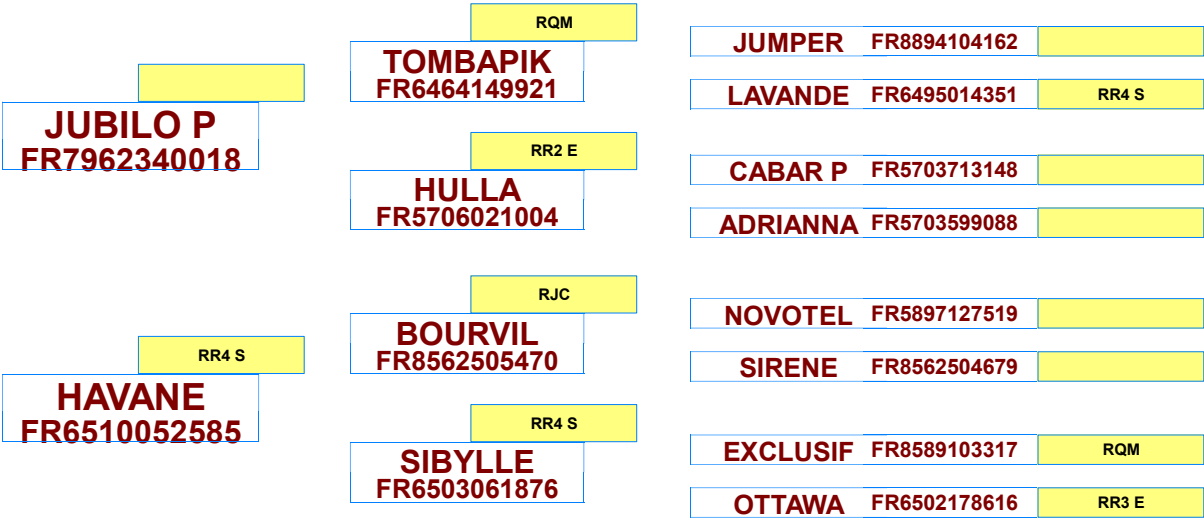 JUBILO P
FR7962340018
RR4 S
HAVANE
FR6510052585
RQM
TOMBAPIK
FR6464149921
RR2 E
HULLA
FR5706021004
RJC
BOURVIL
FR8562505470
RR4 S
SIBYLLE
FR6503061876
JUMPER FR8894104162
LAVANDE FR6495014351 RR4 S
CABAR P FR5703713148
ADRIANNA FR5703599088
NOVOTEL FR5897127519
SIRENE FR8562504679
EXCLUSIF FR8589103317 RQM
OTTAWA FR6502178616 RR3 E